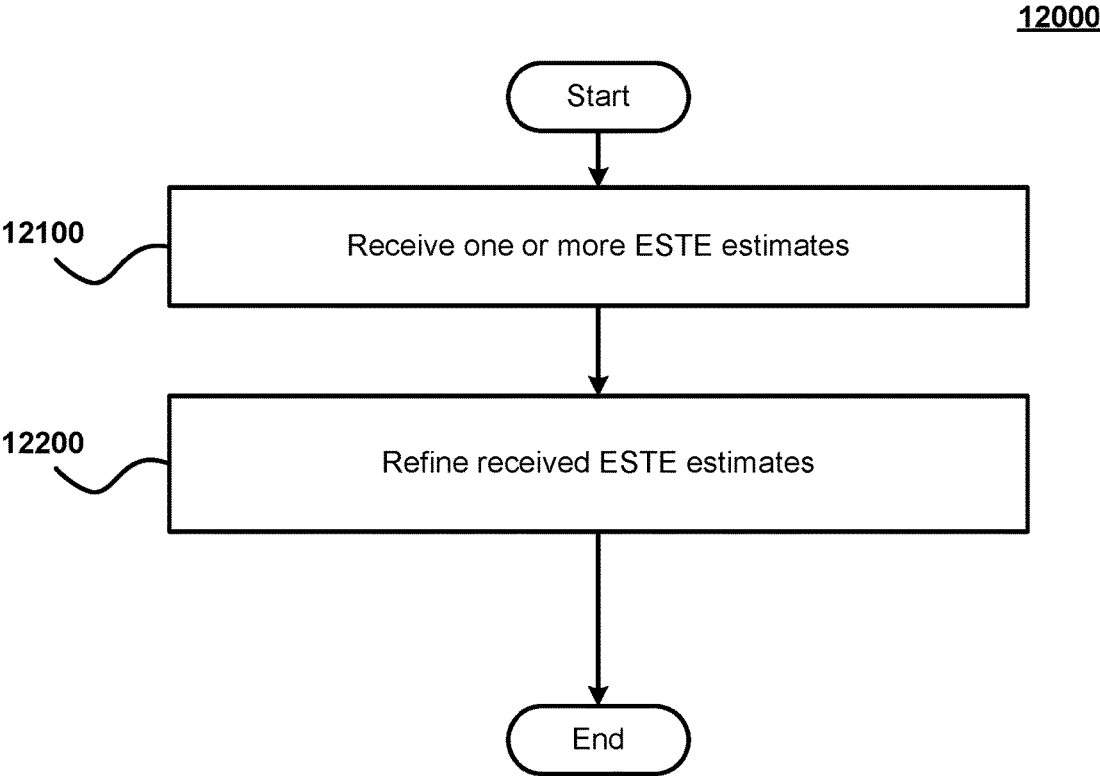 12000
Start
12100
Receive one or more ESTE estimates
12200
Refine received ESTE estimates
End